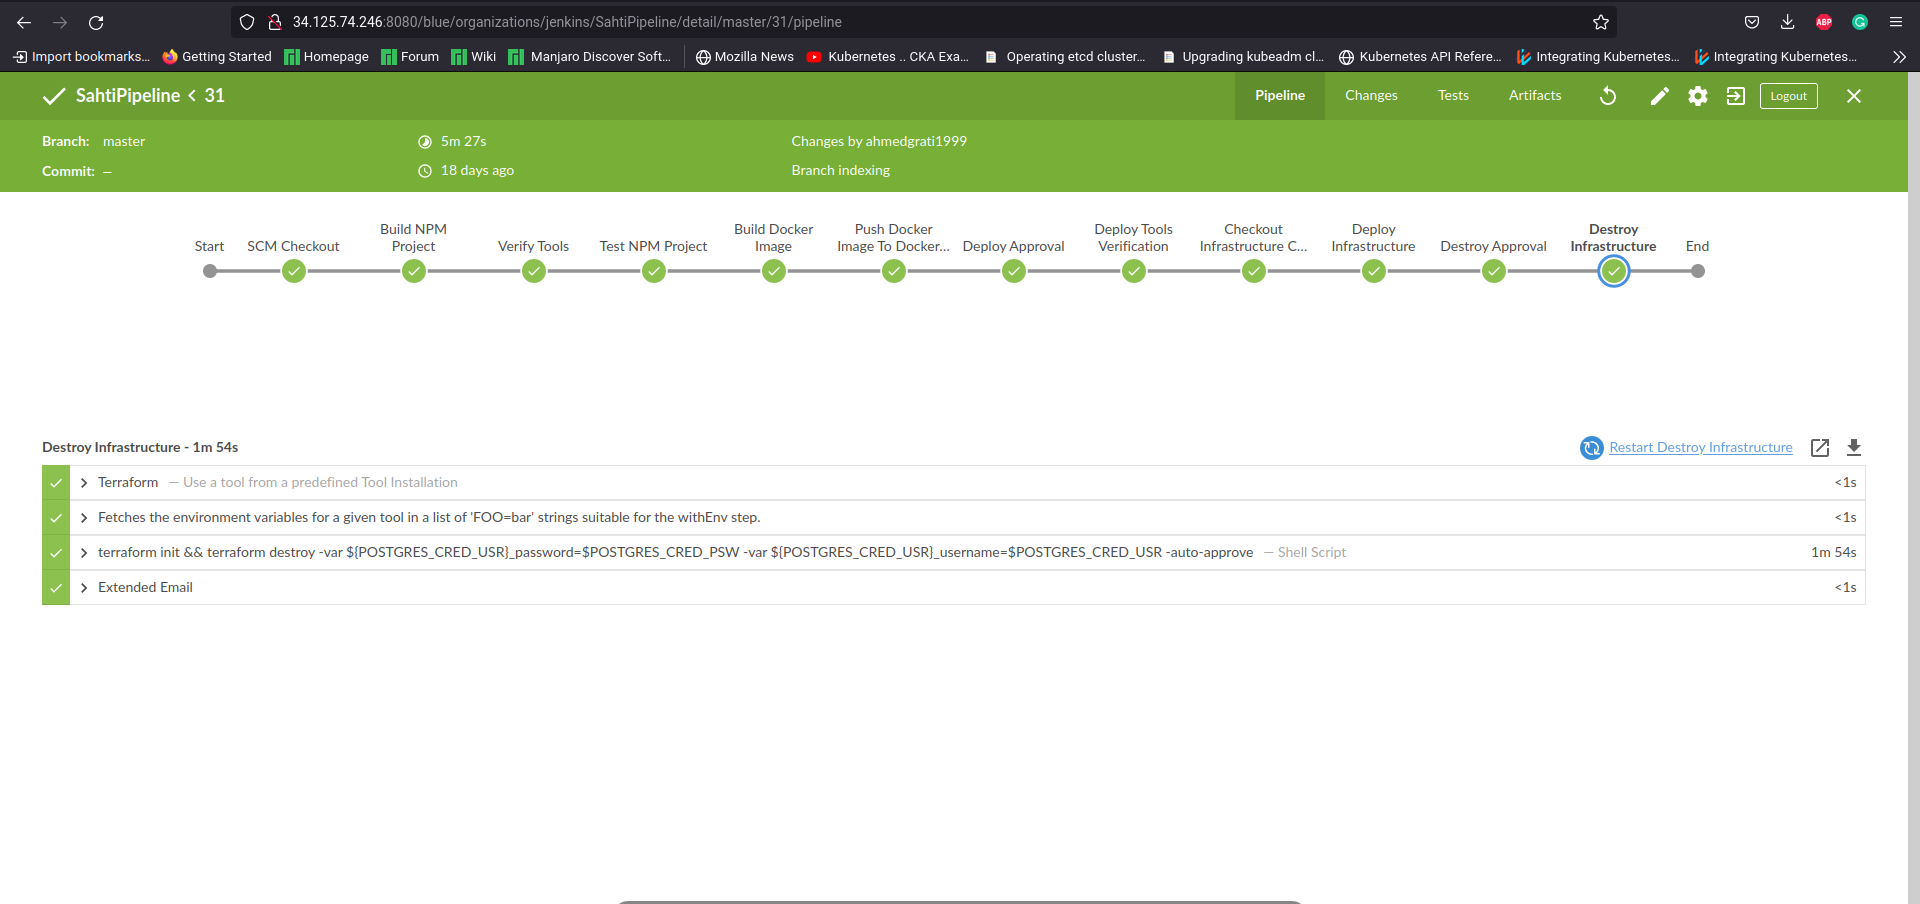 34.125.74.246:8080/blue/organizations/jenkins/SahtiPipeline/detail/master/31/pipeline
ABP
Import bookmarks... Getting Started Homepage Forum Wiki Manjaro Discover Soft... Mozilla News Kubernetes .. CKA Exa... Operating etcd cluster... Upgrading kubeadm cl... Kubernetes API Refere... Integrating Kubernetes... Integrating Kubernetes...
SahtiPipeline < 31 Pipeline Changes Tests Artifacts Logout
Branch: master 5m 27s Changes by ahmedgrati1999
Commit: — 18 days ago Branch indexing
Start
SCM Checkout
Build NPM
Project
Verify Tools
Test NPM Project
Build Docker
Image
Push Docker
Image To Docker...
Deploy Approval
Deploy Tools
Verification
Checkout
Infrastructure C...
Deploy
Infrastructure
Destroy Approval
Destroy
Infrastructure
End
Destroy Infrastructure - 1m 54s Restart Destroy Infrastructure
Terraform — Use a tool from a predefined Tool Installation <1s
Fetches the environment variables for a given tool in a list of 'FOO=bar' strings suitable for the withEnv step. <1s
terraform init && terraform destroy -var ${POSTGRES_CRED_USR}_password=$POSTGRES_CRED_PSW -var ${POSTGRES_CRED_USR}_username=$POSTGRES_CRED_USR -auto-approve — Shell Script 1m 54s
Extended Email <1s